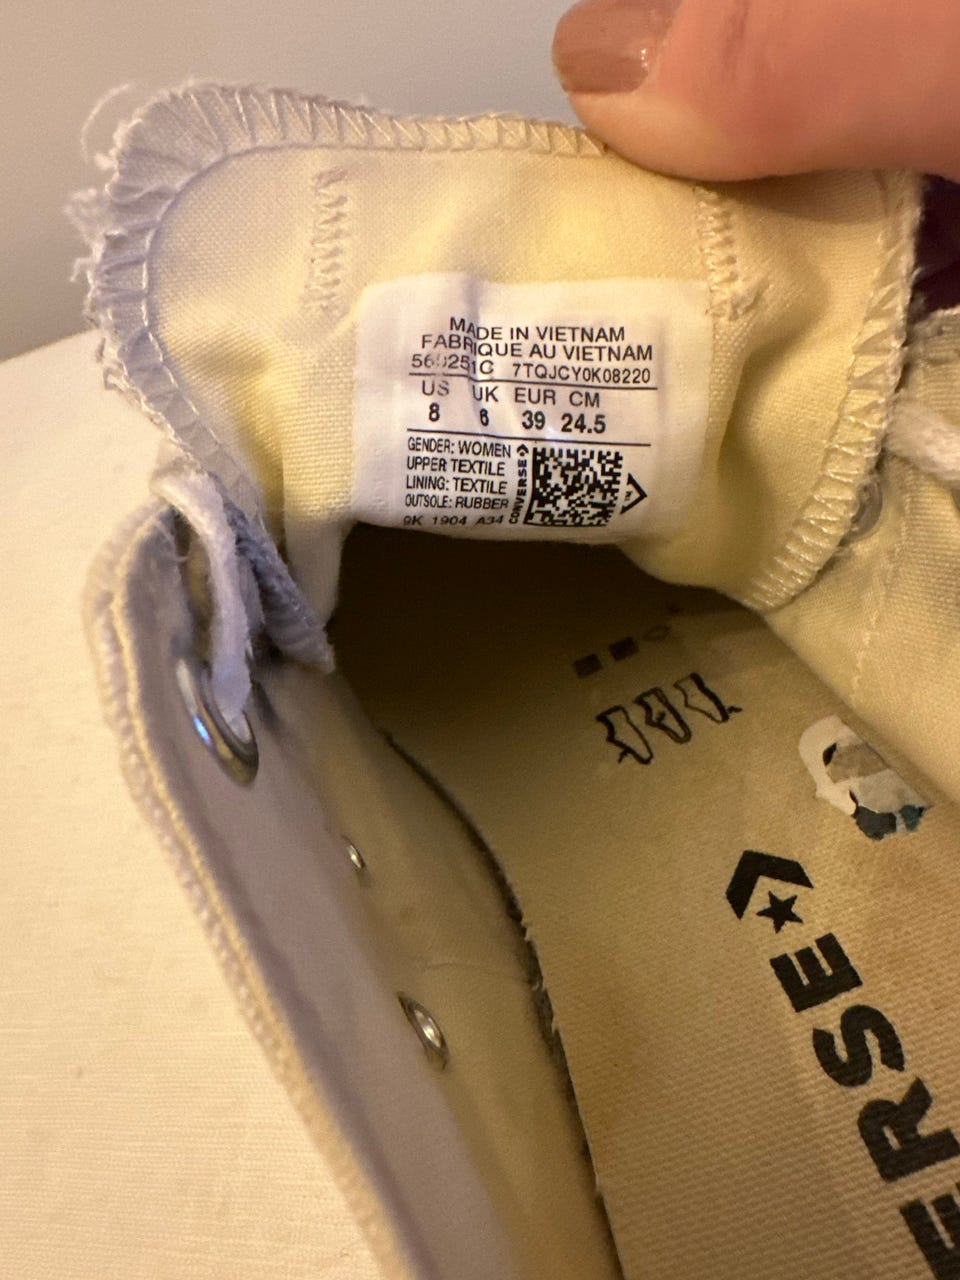 MADE IN VIETNAM
FABRIQUE AU VIETNAM
7TQJCY0K08220
US UK EUR CM
8 6 39 24.5
GENDER: WOMEN
UPPER TEXTILE
LINING: TEXTILE
OUTSOLE: RUBBER
9K 1904 A34
CONVERSE
ERSE